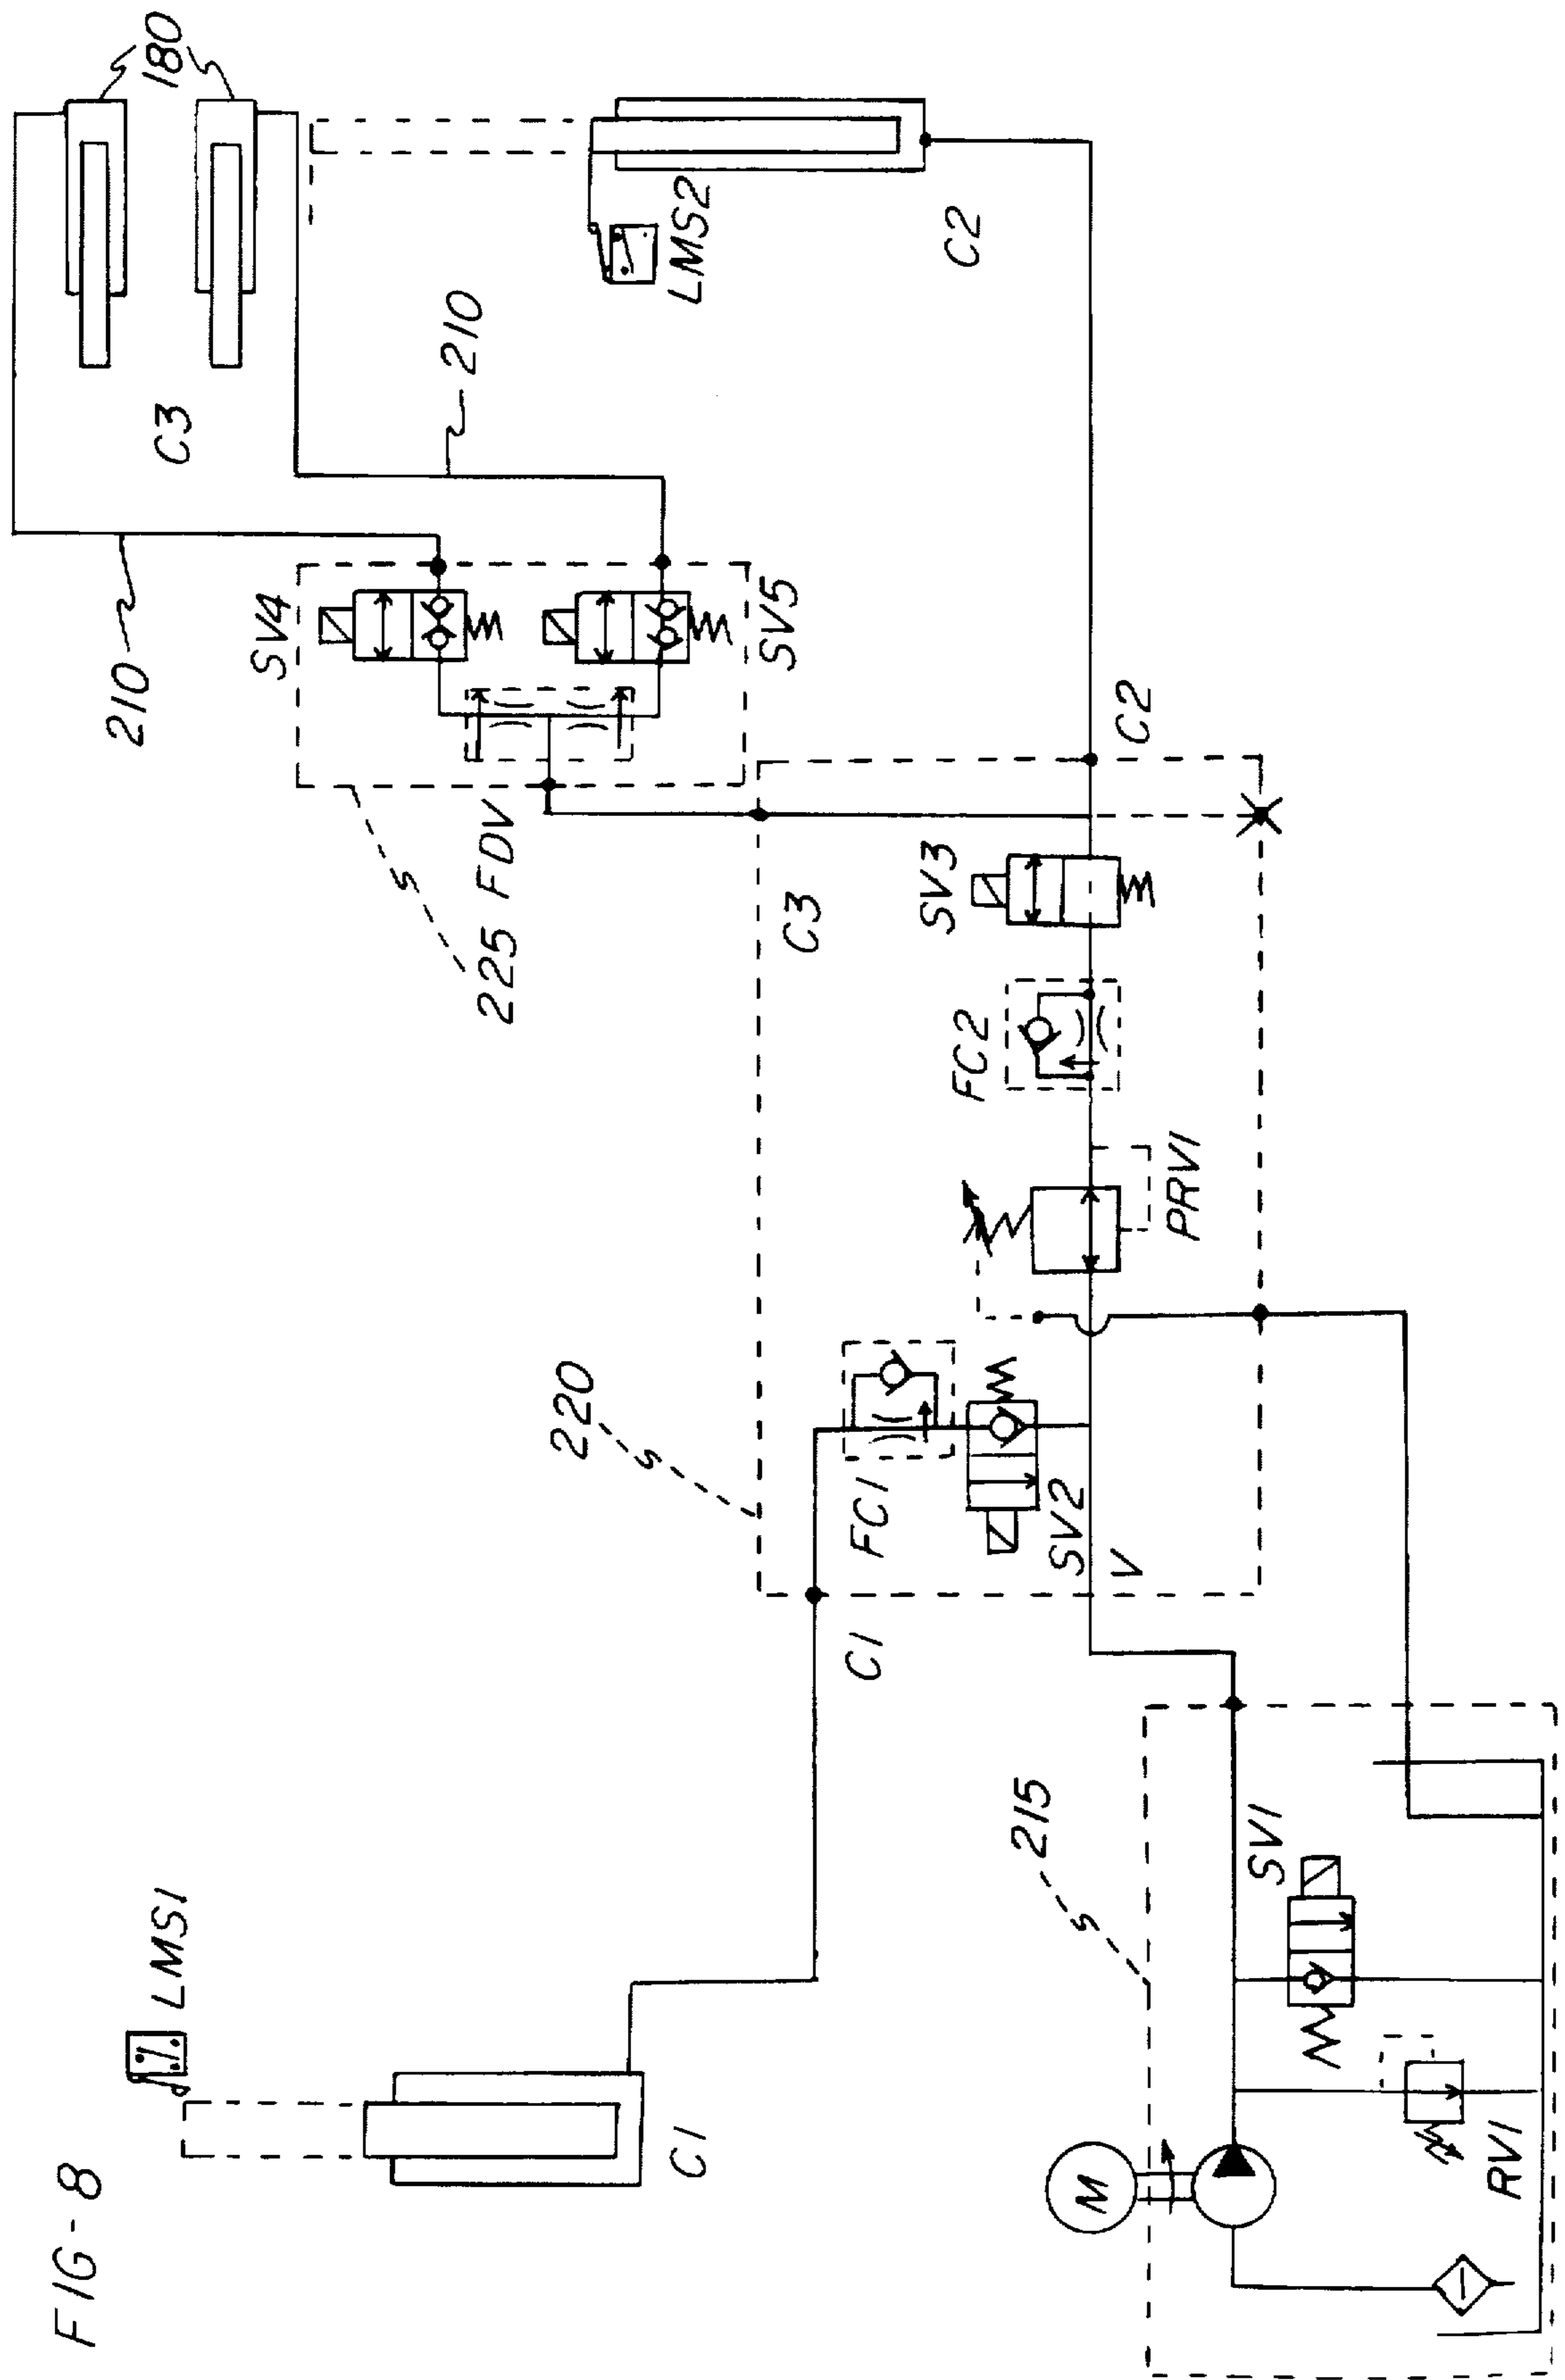 FIG-8
LMS1
C1
M
RV1
SV1
215
C1
220
V
SV2
FC1
PRV1
FC2
SV3
C3
C2
225 FDV
SV4
SV5
210
210
C3
180
LMS2
C2